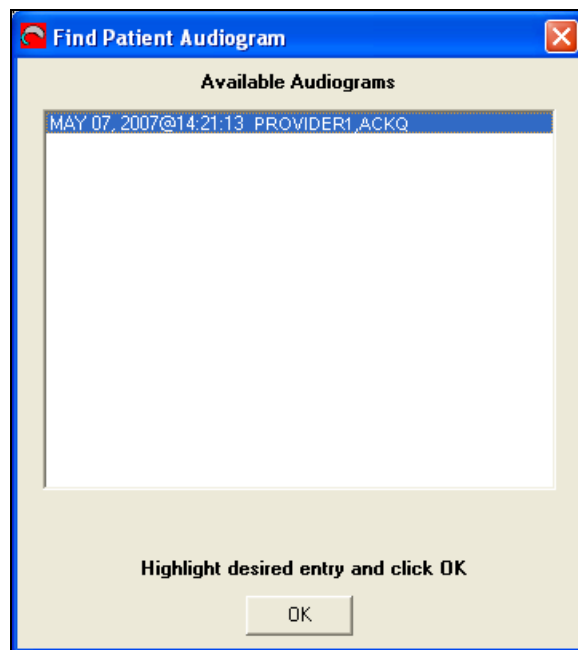 Find Patient Audiogram
Available Audiograms
MAY 07, 2007@14:21:13 PROVIDER1,ACKQ
Highlight desired entry and click OK
OK